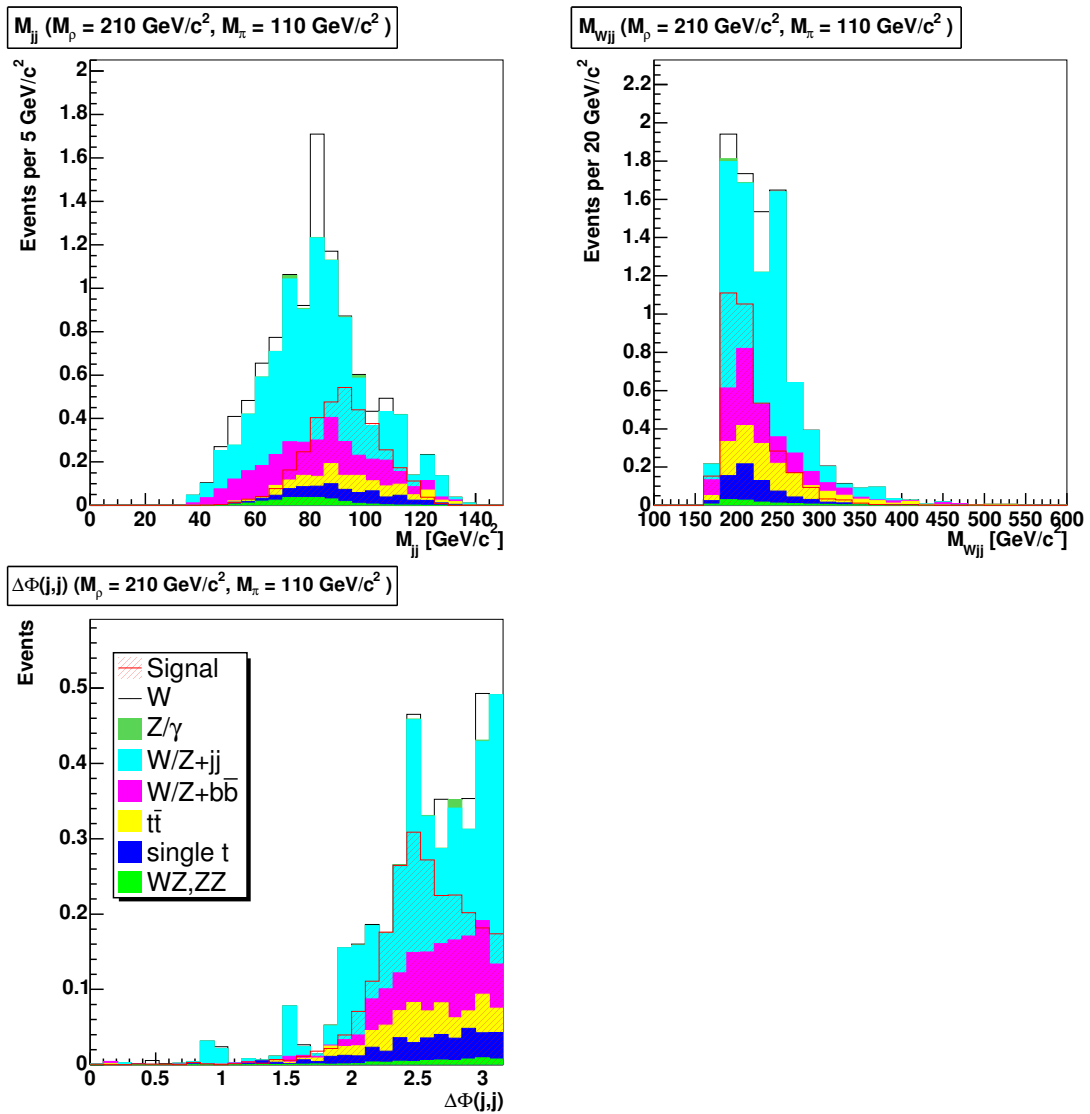 M_jj (M_ρ = 210 GeV/c², M_π = 110 GeV/c² )
Events per 5 GeV/c²
2
1.8
1.6
1.4
1.2
1
0.8
0.6
0.4
0.2
0
0 20 40 60 80 100 120 140
M_jj [GeV/c²]
M_Wjj (M_ρ = 210 GeV/c², M_π = 110 GeV/c² )
Events per 20 GeV/c²
2.2
2
1.8
1.6
1.4
1.2
1
0.8
0.6
0.4
0.2
0
100 150 200 250 300 350 400 450 500 550 600
M_Wjj [GeV/c²]
ΔΦ(j,j) (M_ρ = 210 GeV/c², M_π = 110 GeV/c² )
Events
0.5
0.4
0.3
0.2
0.1
0
Signal
W
Z/γ
W/Z+jj
W/Z+bb̅
tt̅
single t
WZ,ZZ
0 0.5 1 1.5 2 2.5 3
ΔΦ(j,j)